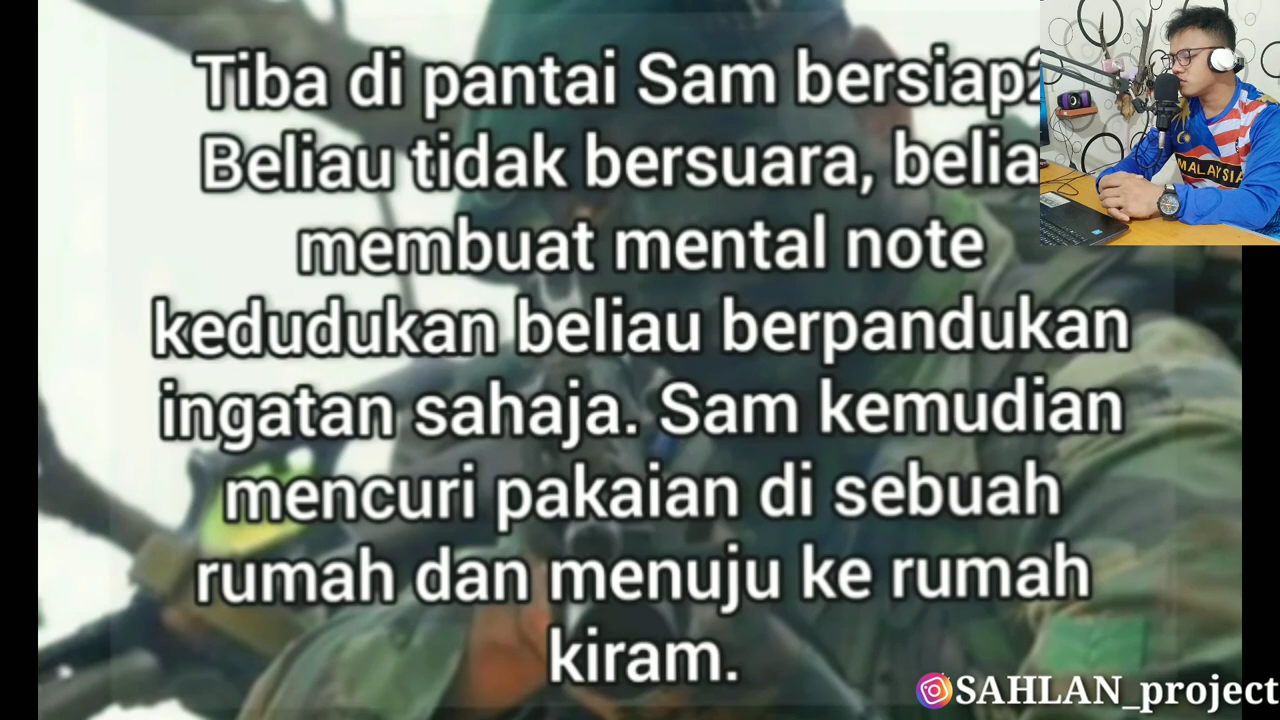 Tiba di pantai Sam bersiap2
Beliau tidak bersuara, belia
membuat mental note
kedudukan beliau berpandukan
ingatan sahaja. Sam kemudian
mencuri pakaian di sebuah
rumah dan menuju ke rumah
kiram.
MALAYSIA
SAHLAN_project